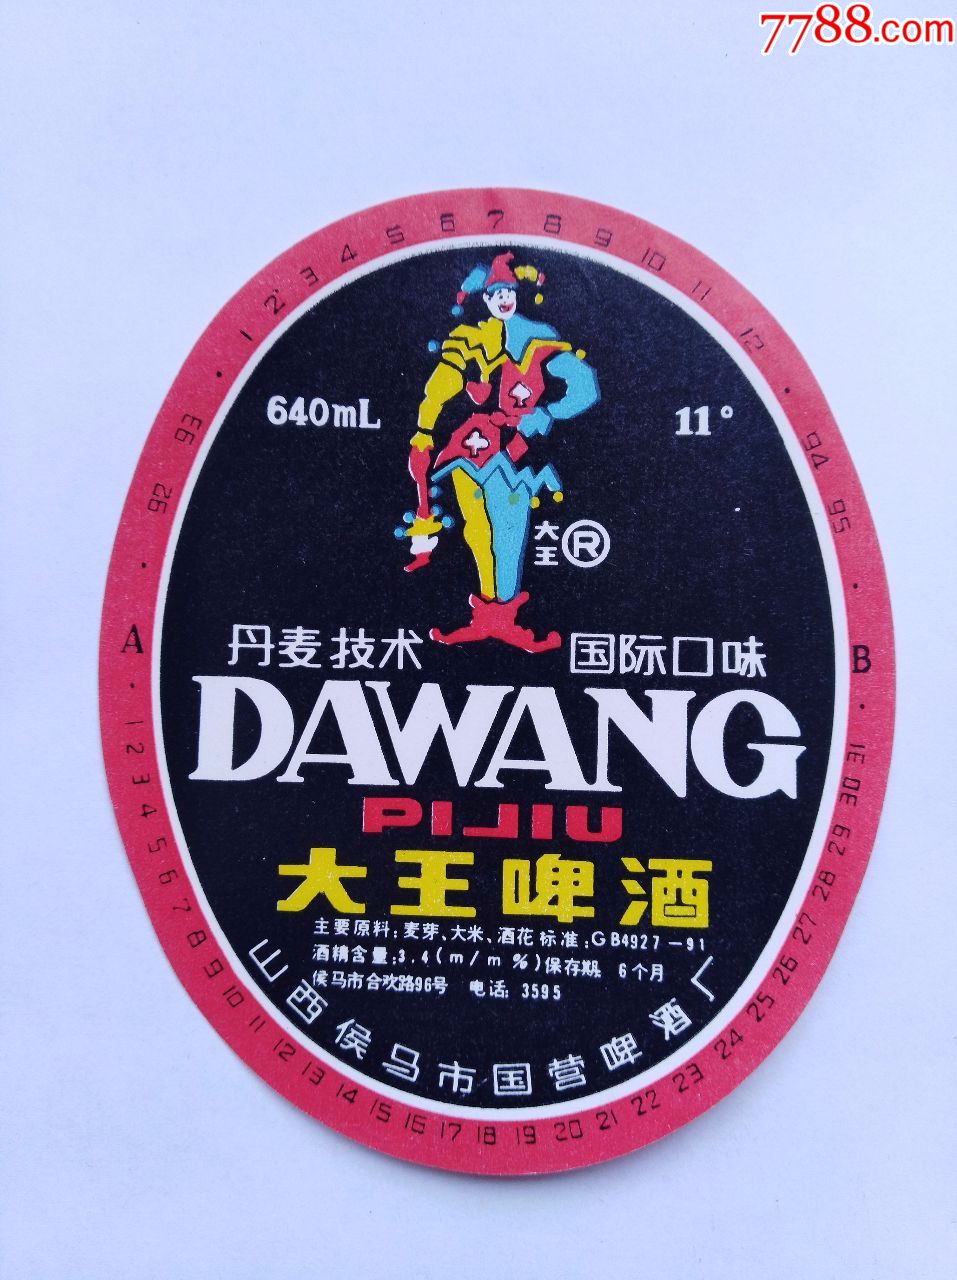 7788.com
1 2 3 4 5 6 7 8 9 10 11 12
93 94
92 95
640mL 11°
大王 ®
A B
丹麦技术 国际口味
DAWANG
PIJIU
大王啤酒
主要原料:麦芽、大米、酒花 标准:GB4927-91
酒精含量:3.4(m/m%)保存期 6个月
侯马市合欢路96号 电话:3595
山西侯马市国营啤酒厂
1 2 3 4 5 6 7 8 9 10 11 12 13 14 15 16 17 18 19 20 21 22 23 24 25 26 27 28 29 30 31